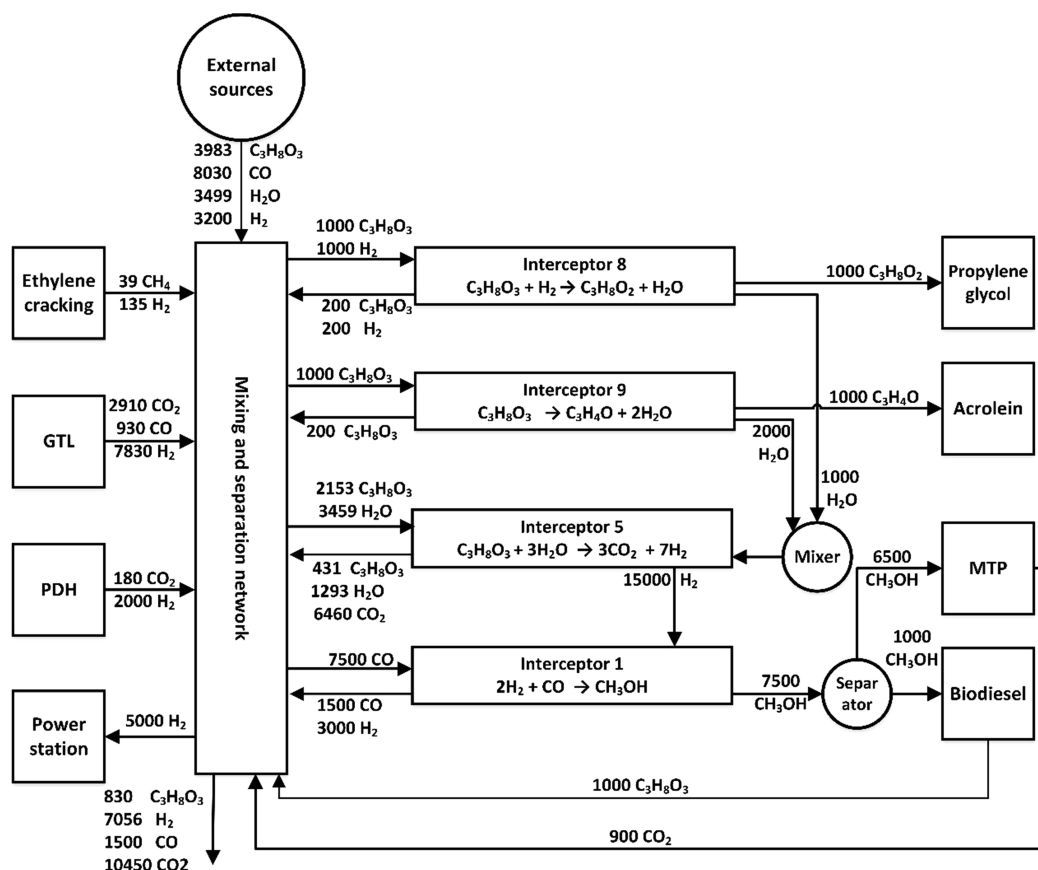 External
sources
3983 C₃H₈O₃
8030 CO
3499 H₂O
3200 H₂
Ethylene
cracking
39 CH₄
135 H₂
GTL
2910 CO₂
930 CO
7830 H₂
PDH
180 CO₂
2000 H₂
Power
station
5000 H₂
Mixing and separation network
1000 C₃H₈O₃
1000 H₂
200 C₃H₈O₃
200 H₂
Interceptor 8
C₃H₈O₃ + H₂ → C₃H₈O₂ + H₂O
1000 C₃H₈O₂
Propylene
glycol
1000 C₃H₈O₃
200 C₃H₈O₃
Interceptor 9
C₃H₈O₃ → C₃H₄O + 2H₂O
1000 C₃H₄O
Acrolein
2000
H₂O
1000
H₂O
2153 C₃H₈O₃
3459 H₂O
431 C₃H₈O₃
1293 H₂O
6460 CO₂
Interceptor 5
C₃H₈O₃ + 3H₂O → 3CO₂ + 7H₂
15000 H₂
Mixer
6500
CH₃OH
MTP
7500 CO
1500 CO
3000 H₂
Interceptor 1
2H₂ + CO → CH₃OH
7500
CH₃OH
Separ
ator
1000
CH₃OH
Biodiesel
1000 C₃H₈O₃
900 CO₂
830 C₃H₈O₃
7056 H₂
1500 CO
10450 CO2